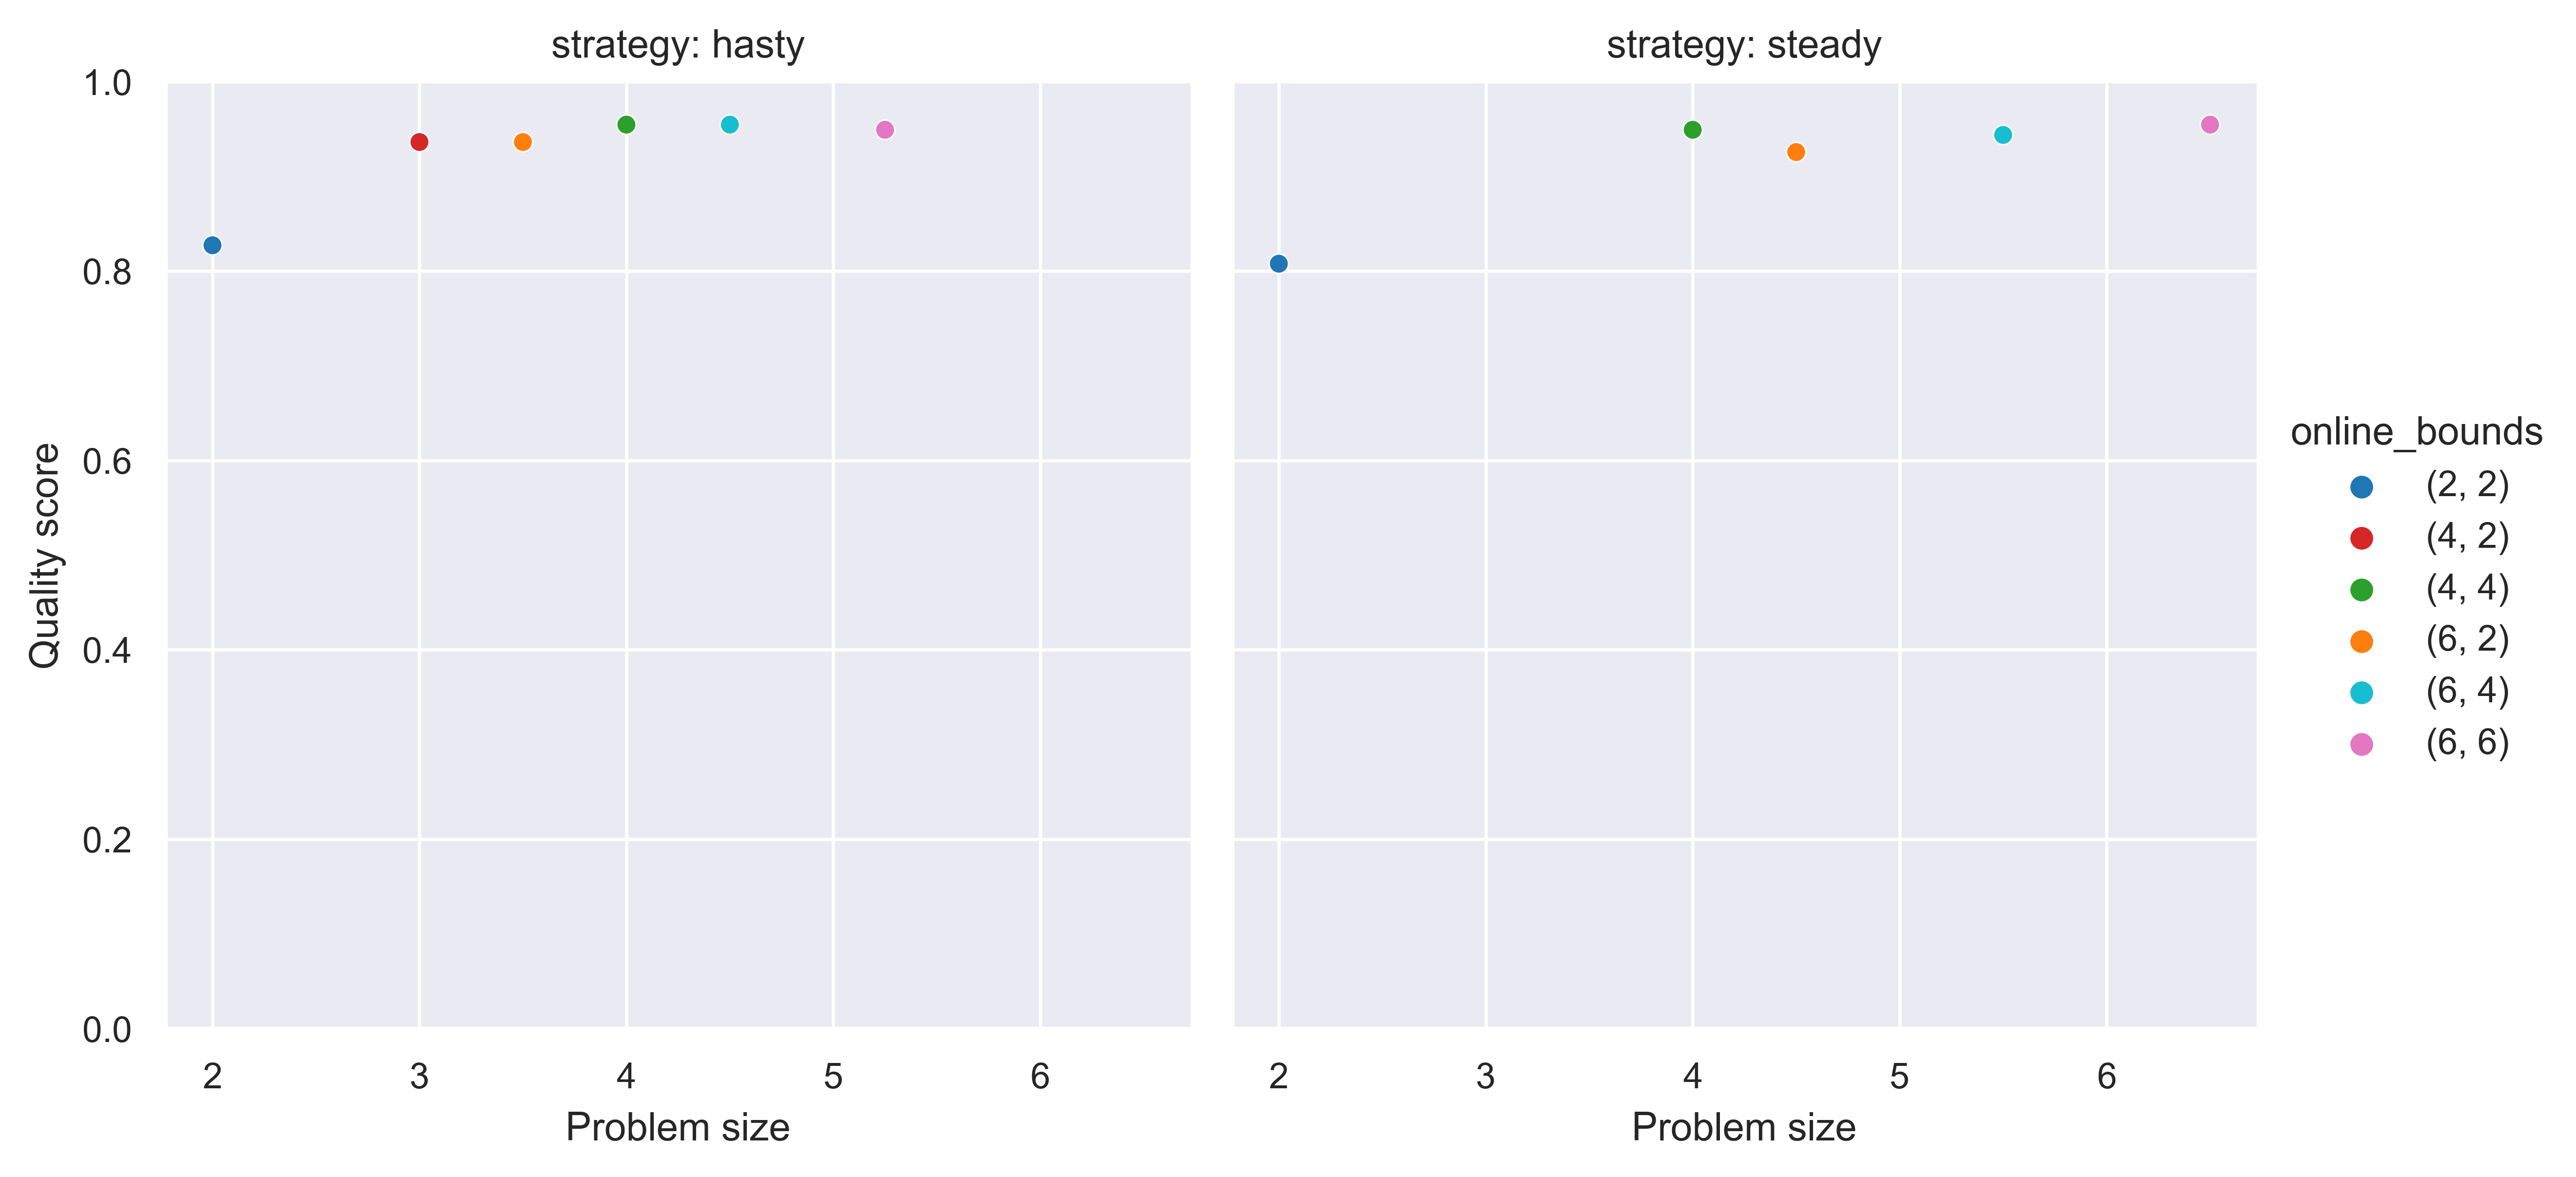 strategy: hasty
strategy: steady
1.0
0.8
0.6
0.4
0.2
0.0
Quality score
2 3 4 5 6
2 3 4 5 6
Problem size
Problem size
online_bounds
(2, 2)
(4, 2)
(4, 4)
(6, 2)
(6, 4)
(6, 6)